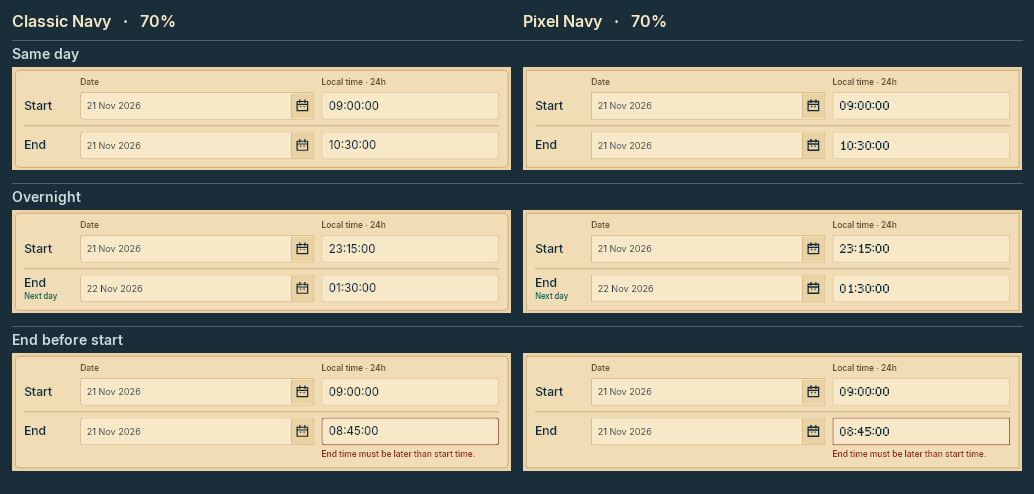 Classic Navy · 70%
Pixel Navy · 70%
Same day
Date Local time · 24h
Start 21 Nov 2026 09:00:00
End 21 Nov 2026 10:30:00
Date Local time · 24h
Start 21 Nov 2026 09:00:00
End 21 Nov 2026 10:30:00
Overnight
Date Local time · 24h
Start 21 Nov 2026 23:15:00
End 22 Nov 2026 01:30:00
Next day
Date Local time · 24h
Start 21 Nov 2026 23:15:00
End 22 Nov 2026 01:30:00
Next day
End before start
Date Local time · 24h
Start 21 Nov 2026 09:00:00
End 21 Nov 2026 08:45:00
End time must be later than start time.
Date Local time · 24h
Start 21 Nov 2026 09:00:00
End 21 Nov 2026 08:45:00
End time must be later than start time.